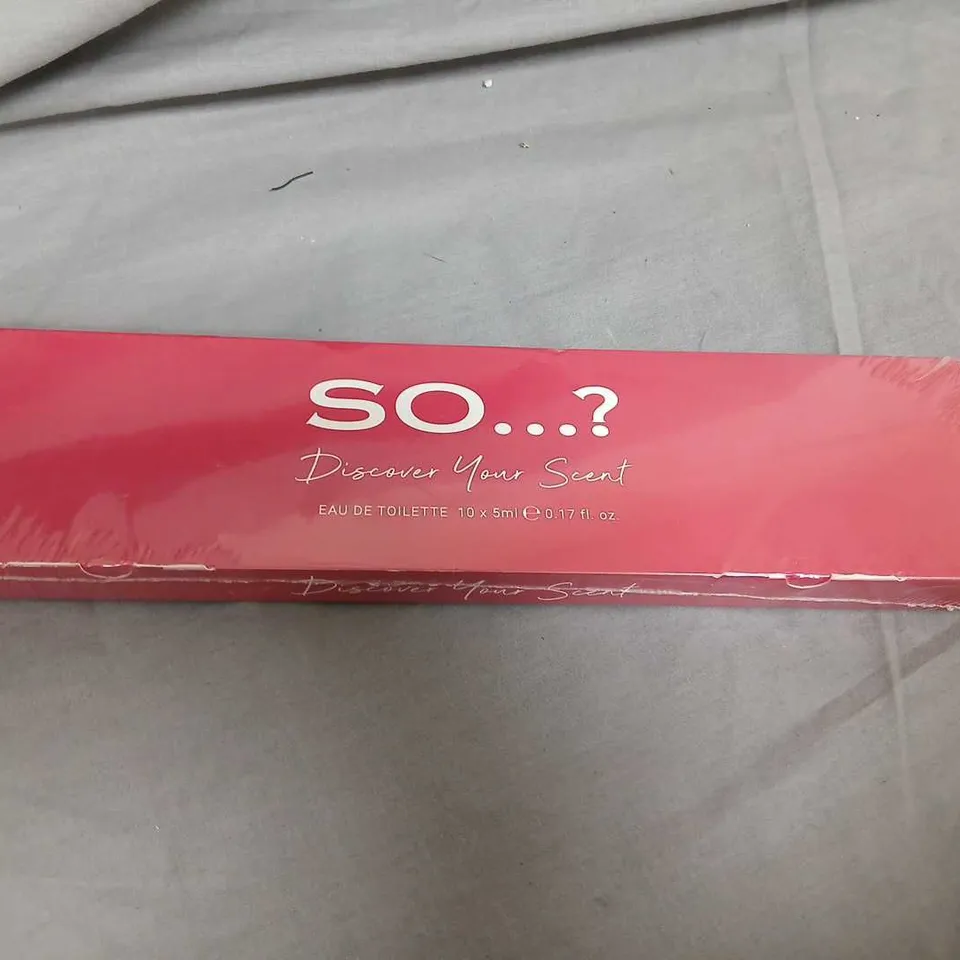 SO...?
Discover Your Scent
EAU DE TOILETTE 10 x 5ml ℮ 0.17 fl. oz.
Discover Your Scent